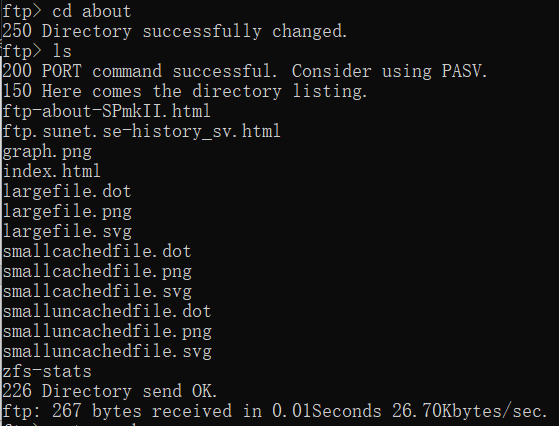 ftp> cd about
250 Directory successfully changed.
ftp> ls
200 PORT command successful. Consider using PASV.
150 Here comes the directory listing.
ftp-about-SPmkII.html
ftp.sunet.se-history_sv.html
graph.png
index.html
largefile.dot
largefile.png
largefile.svg
smallcachedfile.dot
smallcachedfile.png
smallcachedfile.svg
smalluncachedfile.dot
smalluncachedfile.png
smalluncachedfile.svg
zfs-stats
226 Directory send OK.
ftp: 267 bytes received in 0.01Seconds 26.70Kbytes/sec.